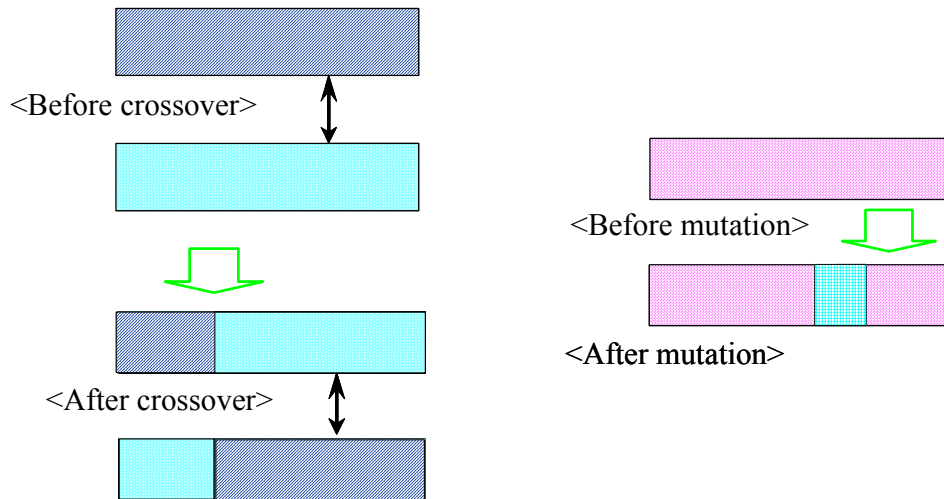 <Before crossover>
<After crossover>
<Before mutation>
<After mutation>